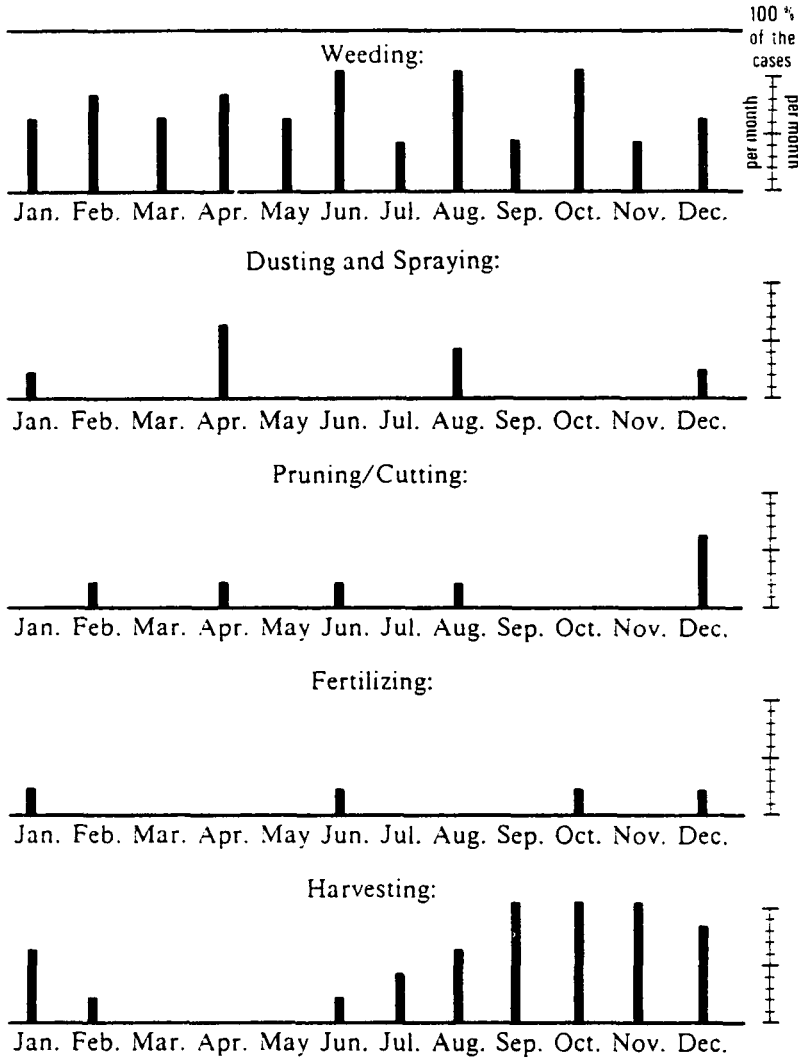 100 %
of the
cases
per month
per month
Weeding:
Jan. Feb. Mar. Apr. May Jun. Jul. Aug. Sep. Oct. Nov. Dec.
Dusting and Spraying:
Jan. Feb. Mar. Apr. May Jun. Jul. Aug. Sep. Oct. Nov. Dec.
Pruning/Cutting:
Jan. Feb. Mar. Apr. May Jun. Jul. Aug. Sep. Oct. Nov. Dec.
Fertilizing:
Jan. Feb. Mar. Apr. May Jun. Jul. Aug. Sep. Oct. Nov. Dec.
Harvesting:
Jan. Feb. Mar. Apr. May Jun. Jul. Aug. Sep. Oct. Nov. Dec.